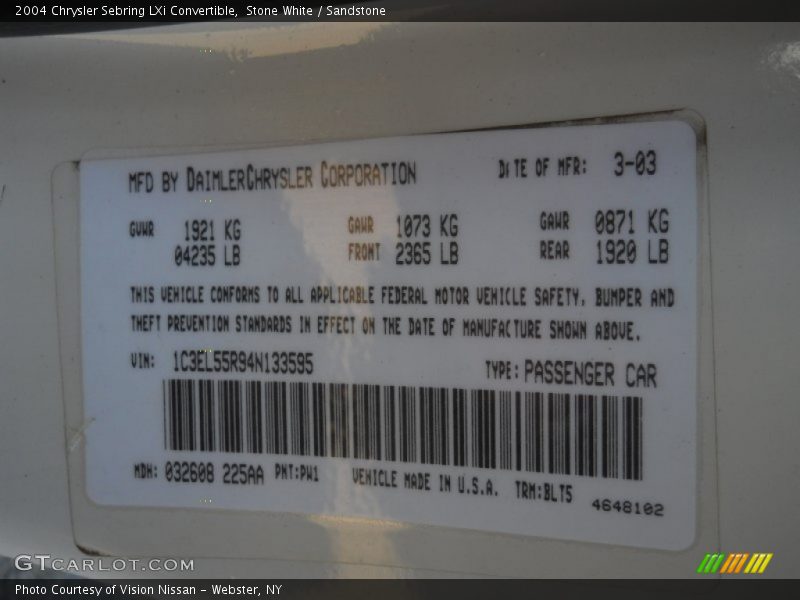 2004 Chrysler Sebring LXi Convertible, Stone White / Sandstone
MFD BY DAIMLERCHRYSLER CORPORATION DATE OF MFR: 3-03
GVWR 1921 KG GAWR 1073 KG GAWR 0871 KG
04235 LB FRONT 2365 LB REAR 1920 LB
THIS VEHICLE CONFORMS TO ALL APPLICABLE FEDERAL MOTOR VEHICLE SAFETY, BUMPER AND
THEFT PREVENTION STANDARDS IN EFFECT ON THE DATE OF MANUFACTURE SHOWN ABOVE.
VIN: 1C3EL55R94N133595 TYPE: PASSENGER CAR
MDH: 032608 225AA PNT:PW1 VEHICLE MADE IN U.S.A. TRM:BLT5
4648102
GTCARLOT.COM
Photo Courtesy of Vision Nissan - Webster, NY